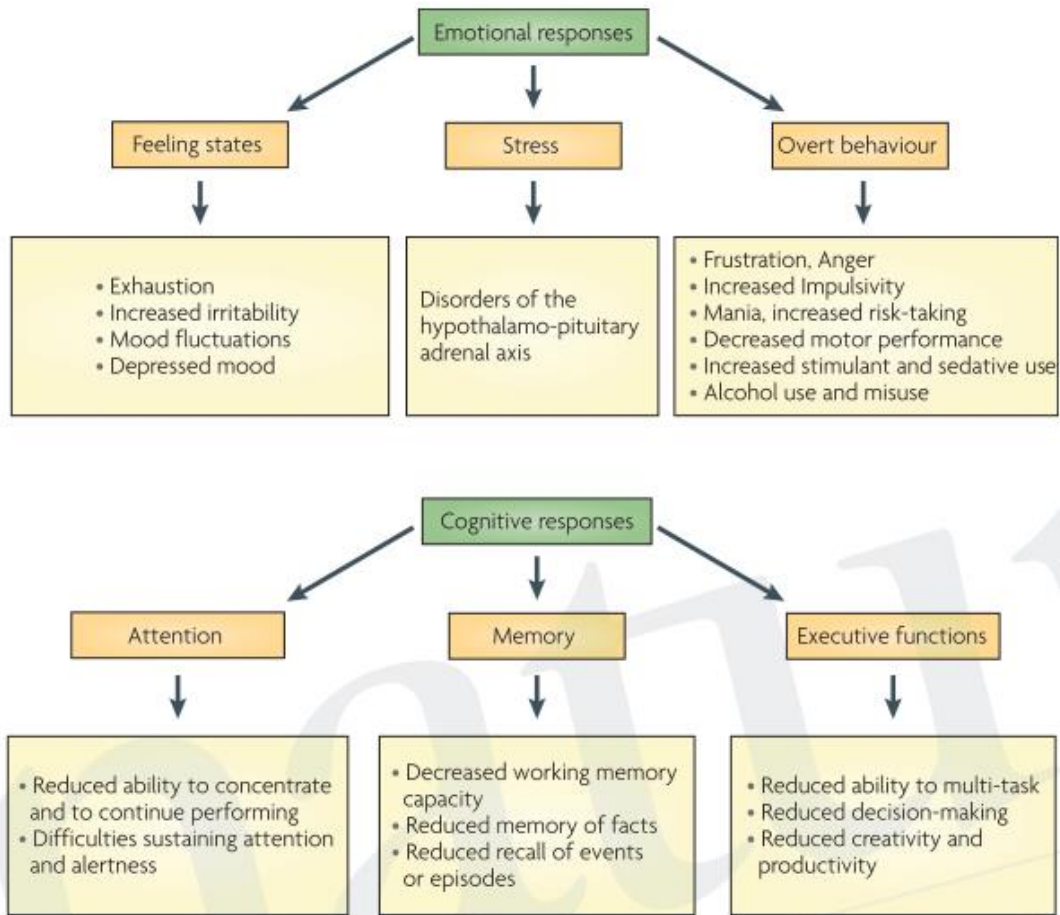 Emotional responses
Feeling states
Stress
Overt behaviour
• Exhaustion
• Increased irritability
• Mood fluctuations
• Depressed mood
Disorders of the
hypothalamo-pituitary
adrenal axis
• Frustration, Anger
• Increased Impulsivity
• Mania, increased risk-taking
• Decreased motor performance
• Increased stimulant and sedative use
• Alcohol use and misuse
Cognitive responses
Attention
Memory
Executive functions
• Reduced ability to concentrate
and to continue performing
• Difficulties sustaining attention
and alertness
• Decreased working memory
capacity
• Reduced memory of facts
• Reduced recall of events
or episodes
• Reduced ability to multi-task
• Reduced decision-making
• Reduced creativity and
productivity